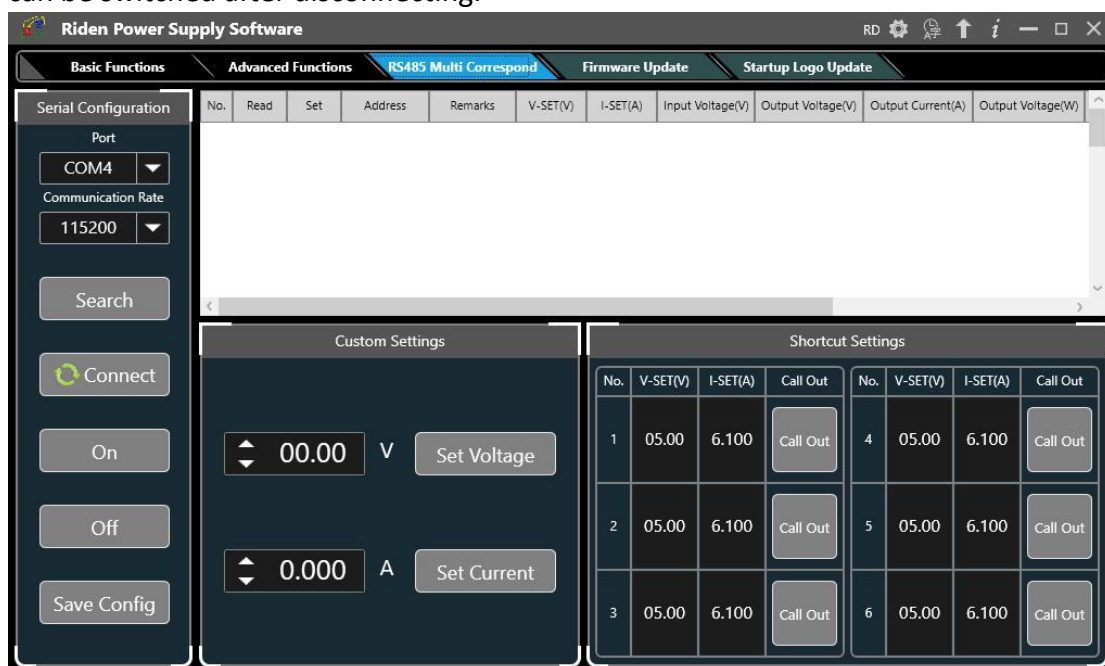 can be switched after disconnecting.
Riden Power Supply Software
RD
Basic Functions
Advanced Functions
RS485 Multi Correspond
Firmware Update
Startup Logo Update
Serial Configuration
Port
COM4
Communication Rate
115200
Search
Connect
On
Off
Save Config
No. Read Set Address Remarks V-SET(V) I-SET(A) Input Voltage(V) Output Voltage(V) Output Current(A) Output Voltage(W)
Custom Settings
00.00 V Set Voltage
0.000 A Set Current
Shortcut Settings
No. V-SET(V) I-SET(A) Call Out No. V-SET(V) I-SET(A) Call Out
1 05.00 6.100 Call Out 4 05.00 6.100 Call Out
2 05.00 6.100 Call Out 5 05.00 6.100 Call Out
3 05.00 6.100 Call Out 6 05.00 6.100 Call Out